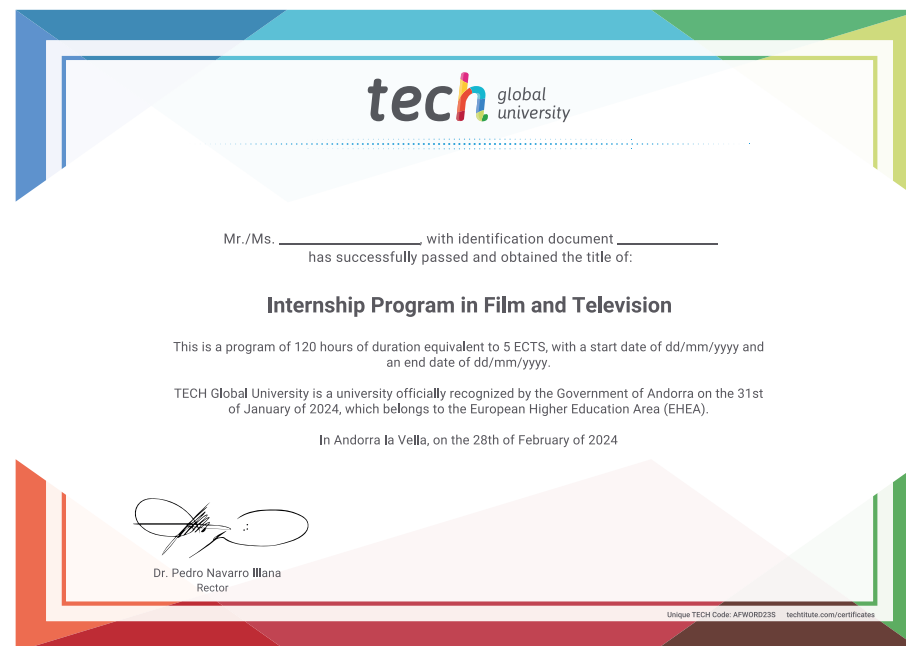 tech global
university
Mr./Ms. ______________, with identification document __________
has successfully passed and obtained the title of:
Internship Program in Film and Television
This is a program of 120 hours of duration equivalent to 5 ECTS, with a start date of dd/mm/yyyy and
an end date of dd/mm/yyyy.
TECH Global University is a university officially recognized by the Government of Andorra on the 31st
of January of 2024, which belongs to the European Higher Education Area (EHEA).
In Andorra la Vella, on the 28th of February of 2024
Dr. Pedro Navarro Illana
Rector
Unique TECH Code: AFWORD23S techtitute.com/certificates